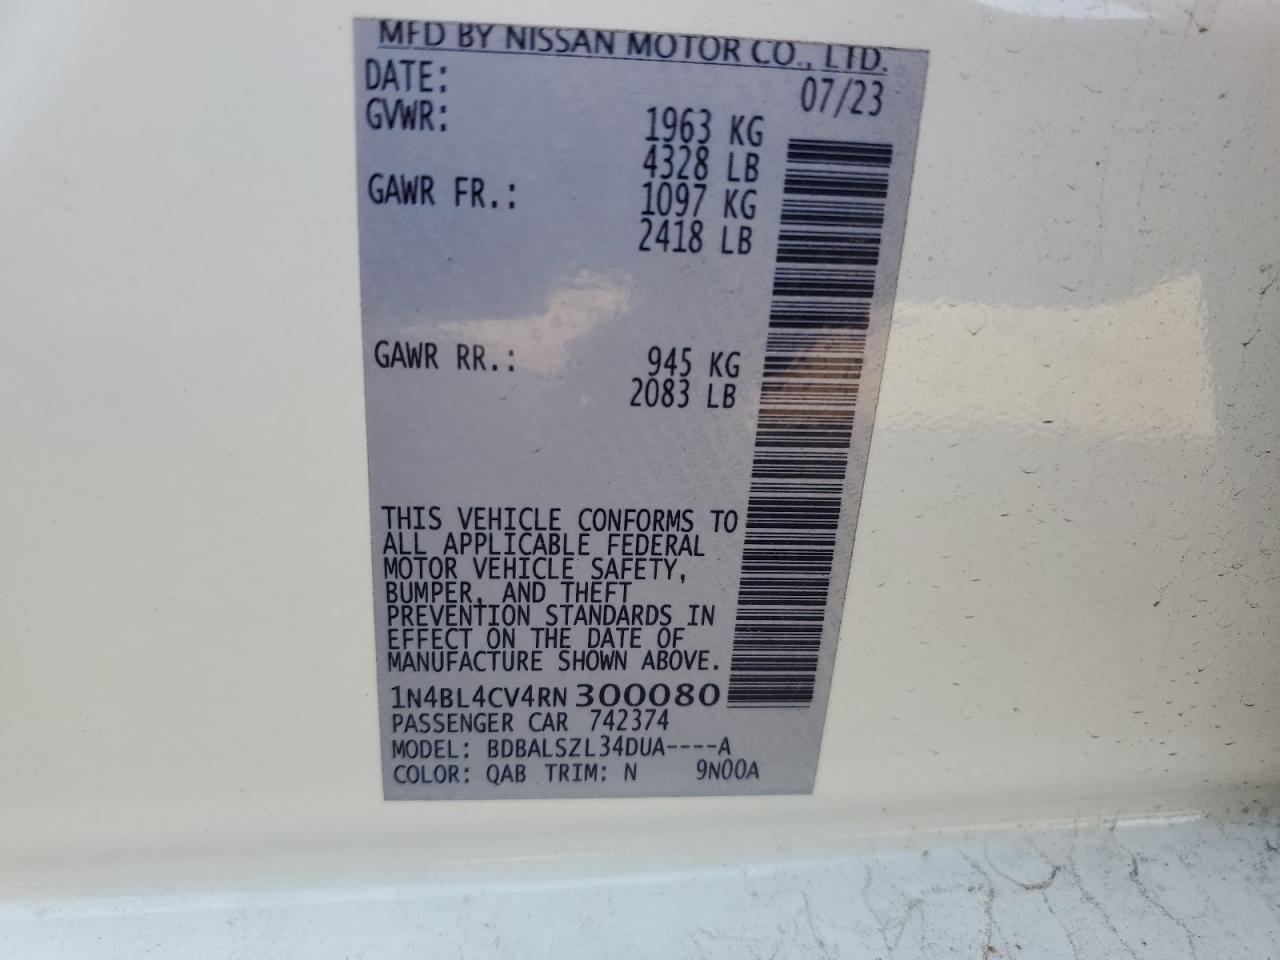 MFD BY NISSAN MOTOR CO., LTD.
DATE: 07/23
GVWR: 1963 KG
4328 LB
GAWR FR.: 1097 KG
2418 LB
GAWR RR.: 945 KG
2083 LB
THIS VEHICLE CONFORMS TO
ALL APPLICABLE FEDERAL
MOTOR VEHICLE SAFETY,
BUMPER, AND THEFT
PREVENTION STANDARDS IN
EFFECT ON THE DATE OF
MANUFACTURE SHOWN ABOVE.
1N4BL4CV4RN300080
PASSENGER CAR 742374
MODEL: BDBALSZL34DUA----A
COLOR: QAB TRIM: N 9N00A